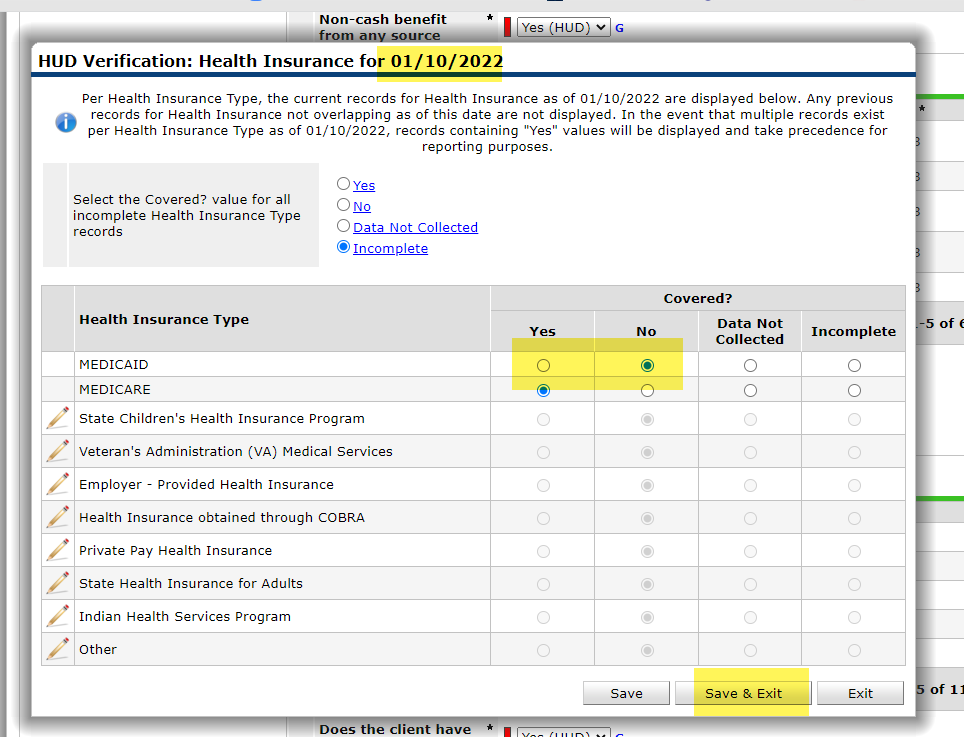 Non-cash benefit *
from any source
Yes (HUD)
G
HUD Verification: Health Insurance for 01/10/2022
Per Health Insurance Type, the current records for Health Insurance as of 01/10/2022 are displayed below. Any previous
records for Health Insurance not overlapping as of this date are not displayed. In the event that multiple records exist
per Health Insurance Type as of 01/10/2022, records containing "Yes" values will be displayed and take precedence for
reporting purposes.
Select the Covered? value for all
incomplete Health Insurance Type
records
Yes
No
Data Not Collected
Incomplete
Health Insurance Type
Covered?
Yes
No
Data Not
Collected
Incomplete
MEDICAID
MEDICARE
State Children's Health Insurance Program
Veteran's Administration (VA) Medical Services
Employer - Provided Health Insurance
Health Insurance obtained through COBRA
Private Pay Health Insurance
State Health Insurance for Adults
Indian Health Services Program
Other
Save
Save & Exit
Exit
*
-5 of 6
5 of 11
Does the client have *
Yes (HUD)
G